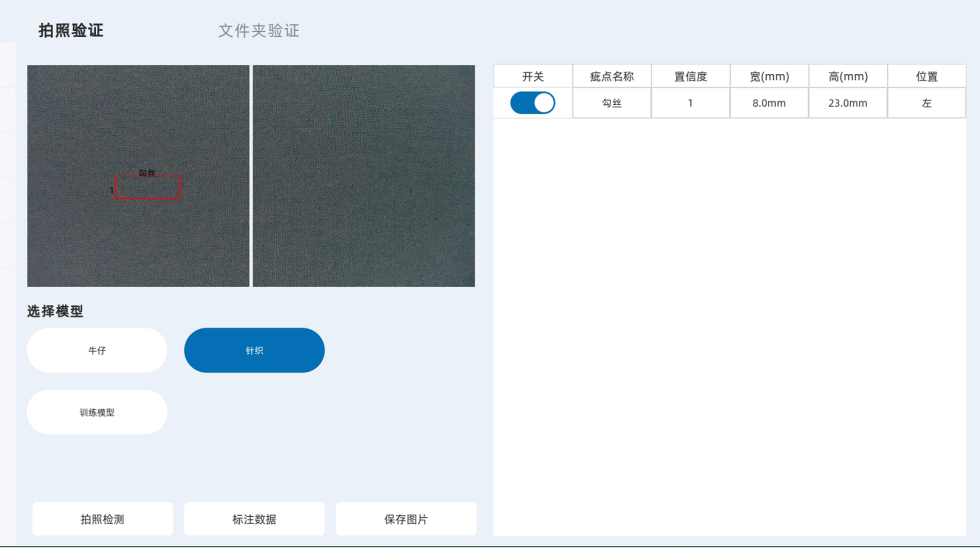 拍照验证 文件夹验证
勾丝
1
选择模型
牛仔 针织
训练模型
拍照检测 标注数据 保存图片
开关 疵点名称 置信度 宽(mm) 高(mm) 位置
勾丝 1 8.0mm 23.0mm 左